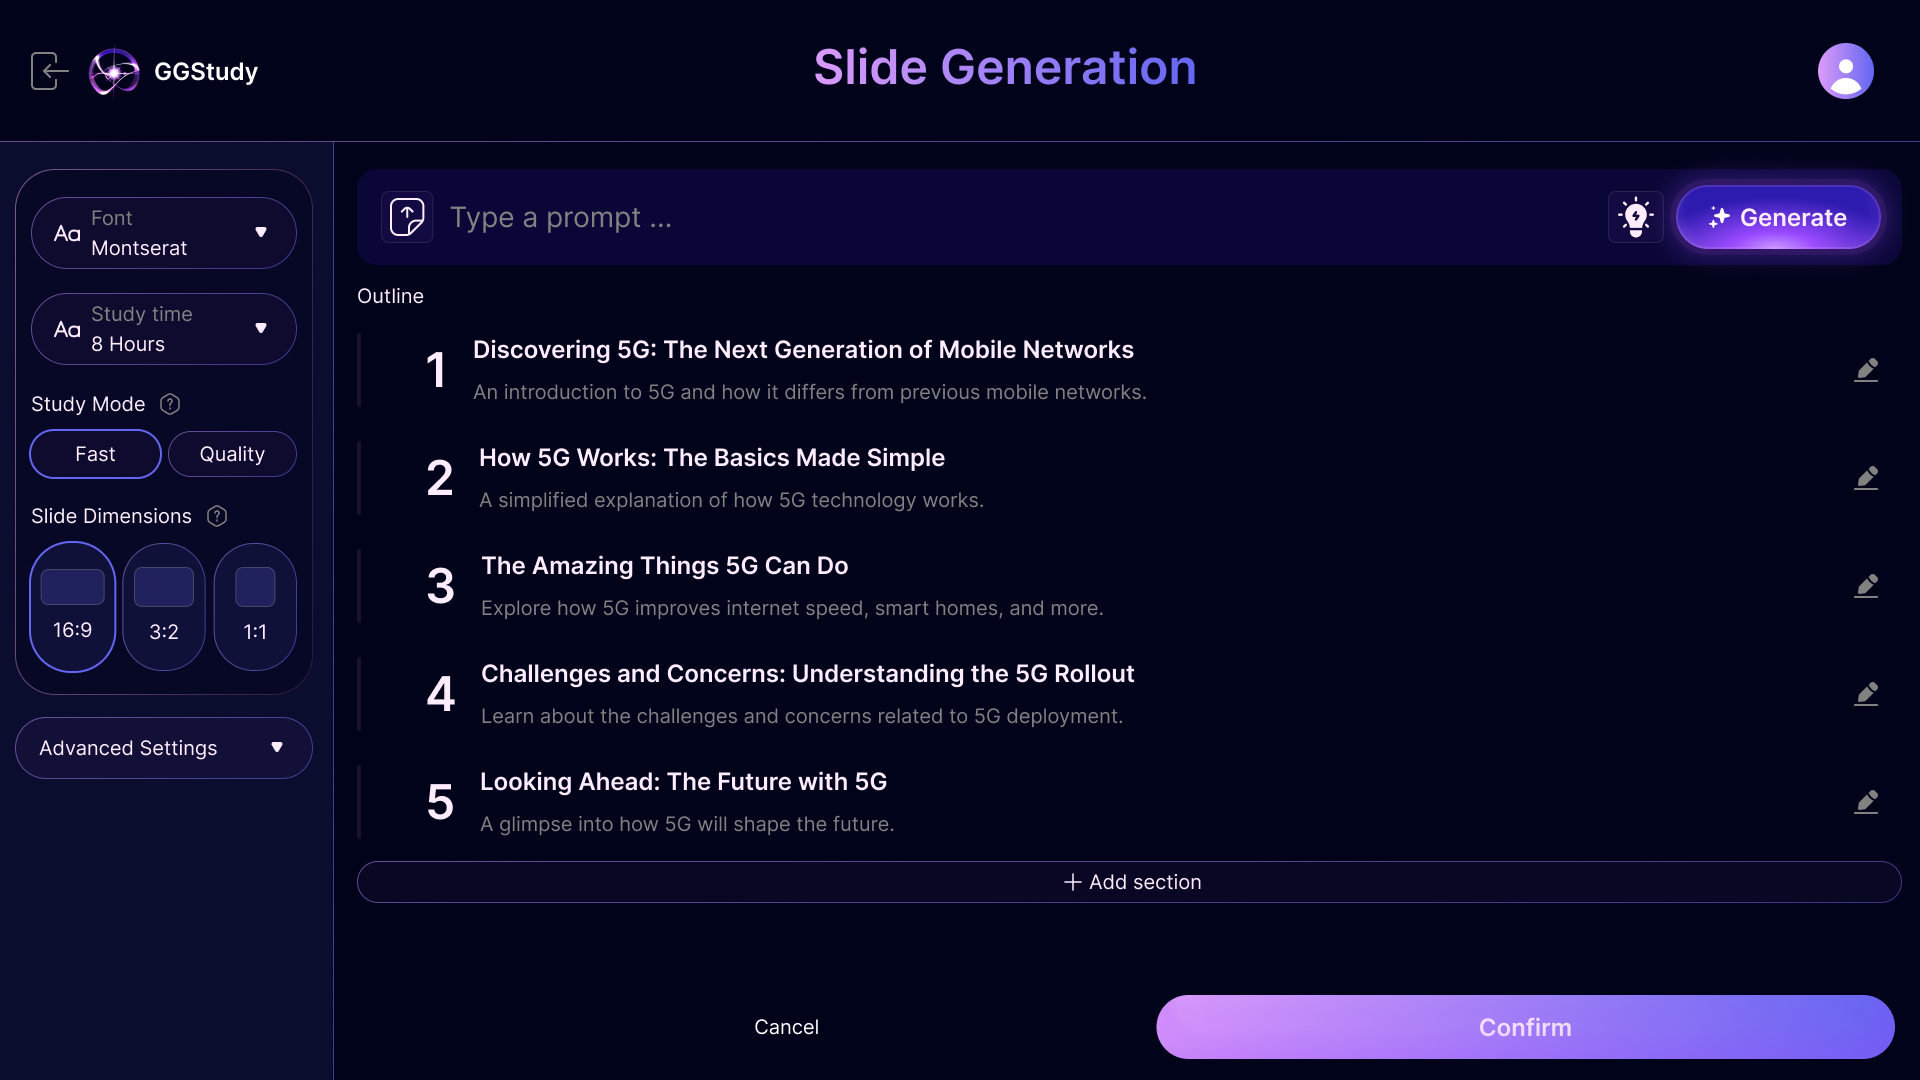 GGStudy
Slide Generation
Aa
Font
Montserrat
Aa
Study time
8 Hours
Study Mode ?
Fast
Quality
Slide Dimensions ?
16:9
3:2
1:1
Advanced Settings
Type a prompt ...
Generate
Outline
1
Discovering 5G: The Next Generation of Mobile Networks
An introduction to 5G and how it differs from previous mobile networks.
2
How 5G Works: The Basics Made Simple
A simplified explanation of how 5G technology works.
3
The Amazing Things 5G Can Do
Explore how 5G improves internet speed, smart homes, and more.
4
Challenges and Concerns: Understanding the 5G Rollout
Learn about the challenges and concerns related to 5G deployment.
5
Looking Ahead: The Future with 5G
A glimpse into how 5G will shape the future.
+ Add section
Cancel
Confirm